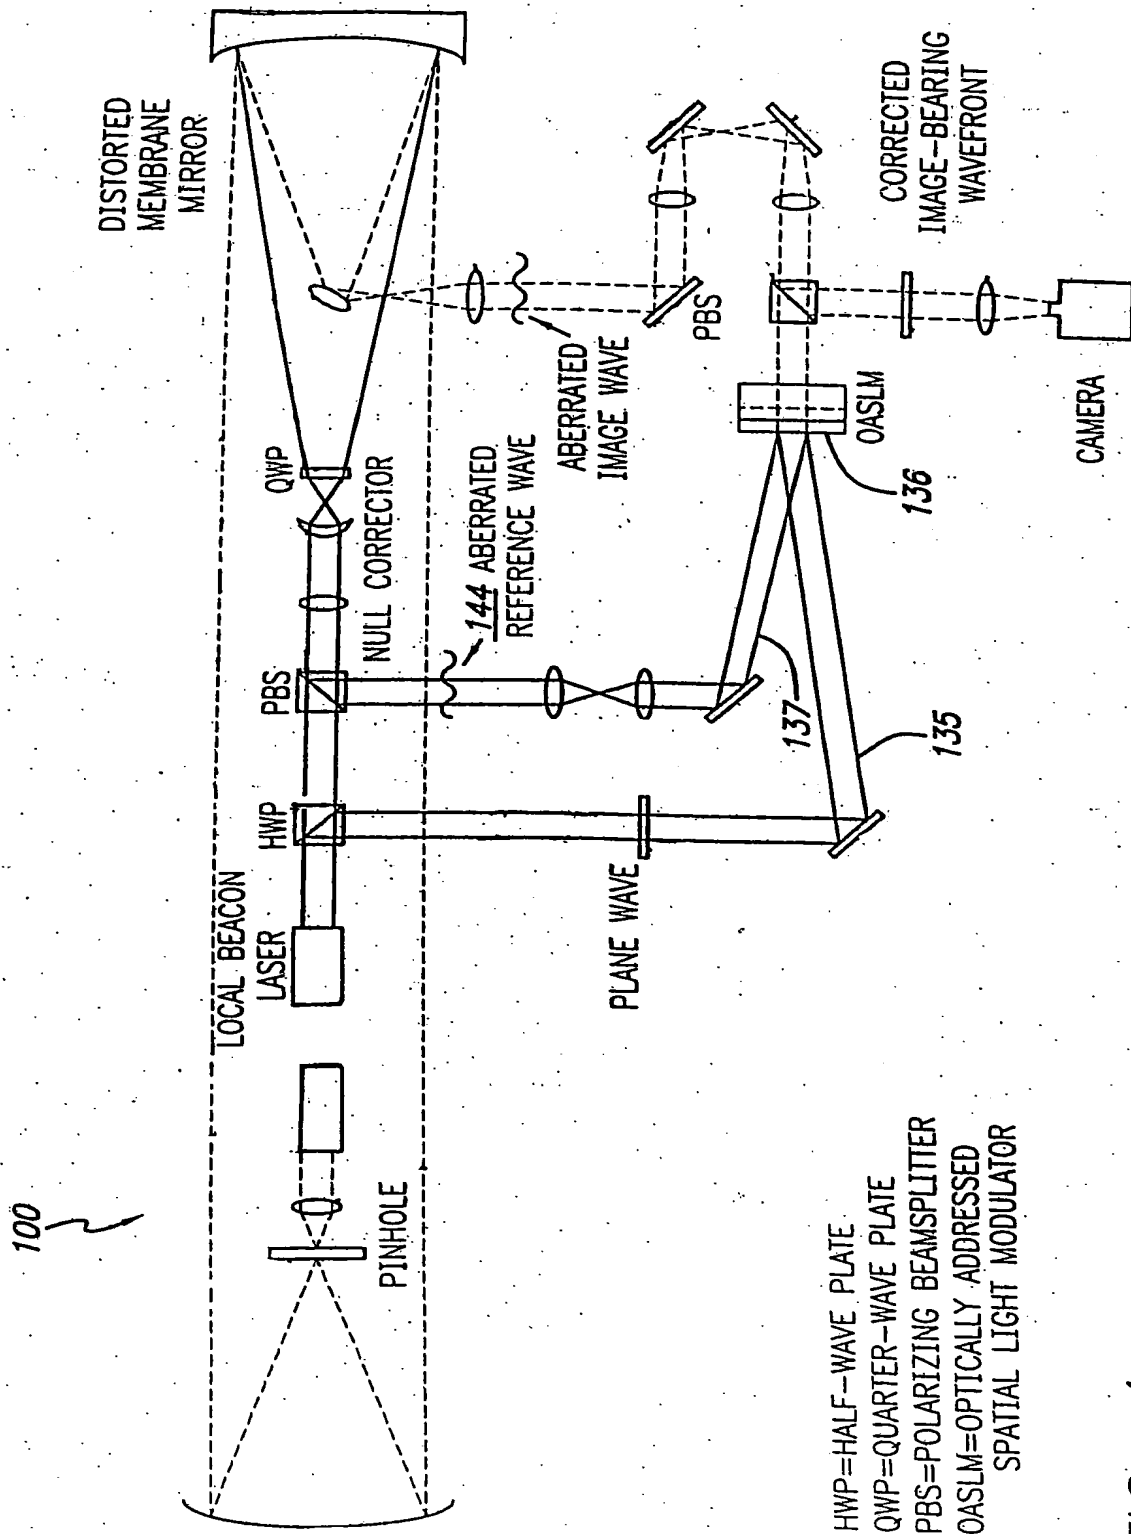 100
DISTORTED
MEMBRANE
MIRROR
LOCAL BEACON
LASER
HWP
PBS
QWP
NULL CORRECTOR
144 ABERRATED
REFERENCE WAVE
ABERRATED
IMAGE WAVE
PBS
CORRECTED
IMAGE-BEARING
WAVEFRONT
PINHOLE
PLANE WAVE
137
135
136
OASLM
CAMERA
HWP=HALF-WAVE PLATE
QWP=QUARTER-WAVE PLATE
PBS=POLARIZING BEAMSPLITTER
OASLM=OPTICALLY ADDRESSED
SPATIAL LIGHT MODULATOR